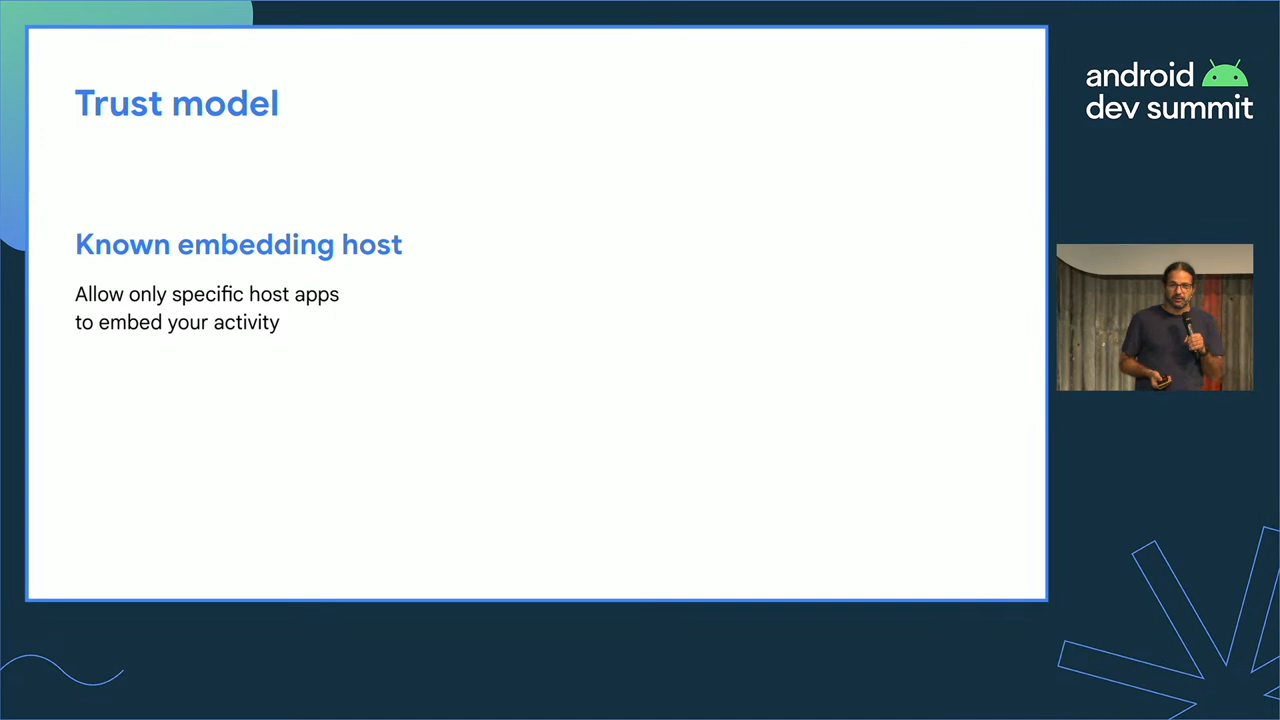 Trust model
Known embedding host
Allow only specific host apps
to embed your activity
android
dev summit